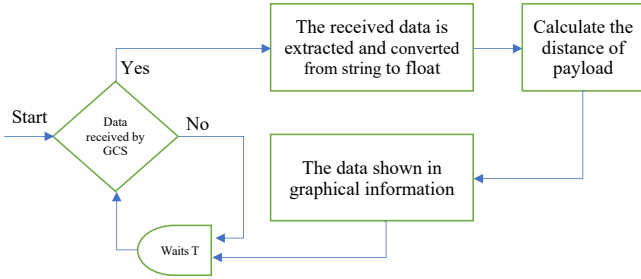 Start
Data
received by
GCS
Yes
No
The received data is
extracted and converted
from string to float
Calculate the
distance of
payload
The data shown in
graphical information
Waits T